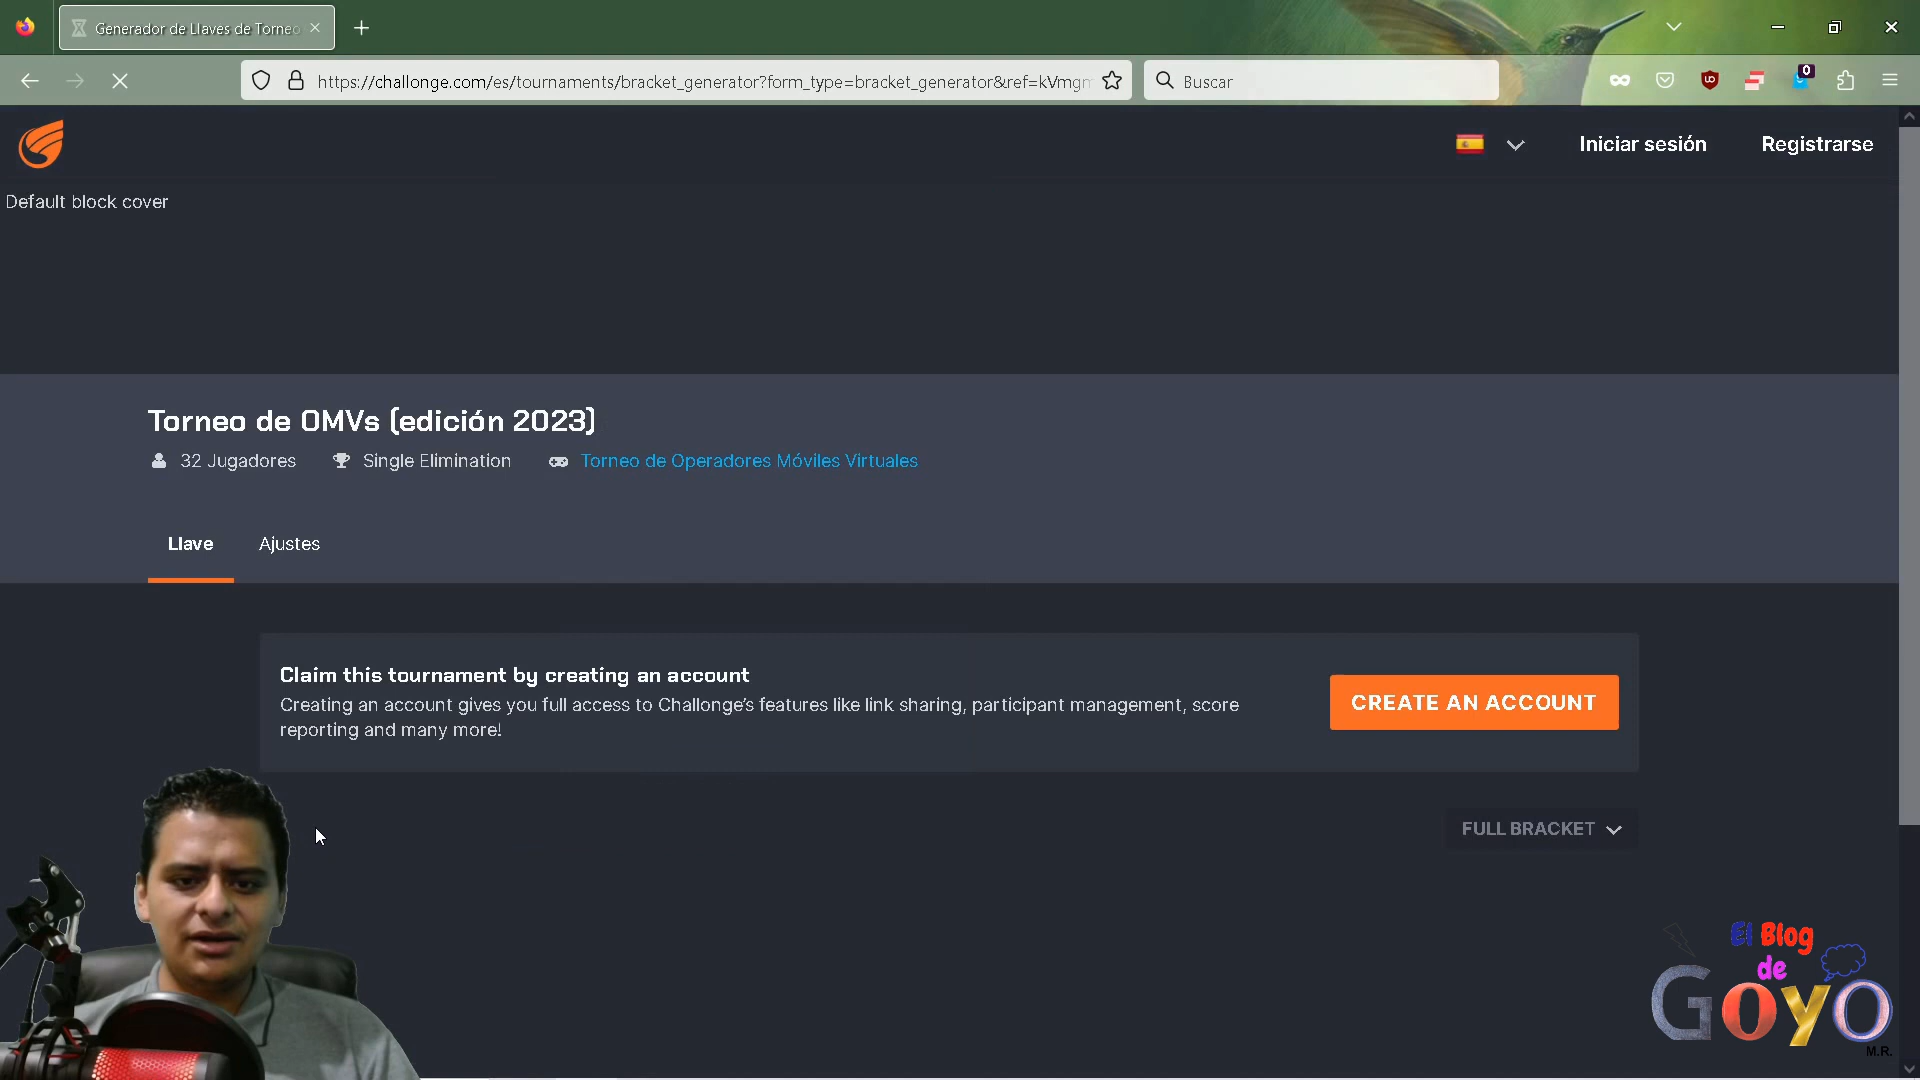 Generador de Llaves de Torneo
https://challonge.com/es/tournaments/bracket_generator?form_type=bracket_generator&ref=kVmgm
Buscar
0
Iniciar sesión
Registrarse
Default block cover
Torneo de OMVs (edición 2023)
32 Jugadores
Single Elimination
Torneo de Operadores Móviles Virtuales
Llave
Ajustes
Claim this tournament by creating an account
Creating an account gives you full access to Challonge's features like link sharing, participant management, score
reporting and many more!
CREATE AN ACCOUNT
FULL BRACKET
El Blog
de
Goyo
M.R.